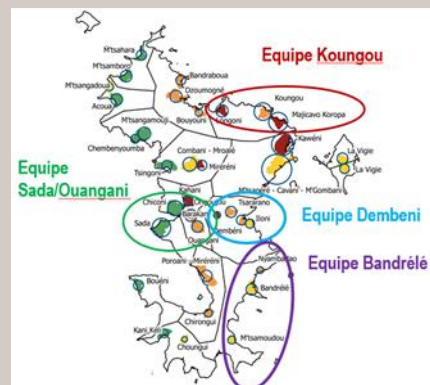 Equipe Koungou
M'tsahara
M'tsamboro
M'tsangadoua
Acoua
Bandraboua
Dzoumogné
Bouyouni
Longoni
Koungou
Majicavo Koropa
M'tsangamouji
Chembenyoumba
Kawéni
Combani - Mroalé
Miréréni
Tsingoni
La Vigie
La Vigie
M'tsapéré - Cavani - M'Gombani
Equipe
Sada/Ouangani
Kahani
Chiconi
Barakani
Sada
Ouangani
Tsararano
Iloni
Dembéni
Equipe Dembeni
Poroani - Miréréni
Nyambadao
Equipe Bandrélé
Bouéni
Bandrélé
Chirongui
Kani Kéli
Choungui
M'tsamoudou